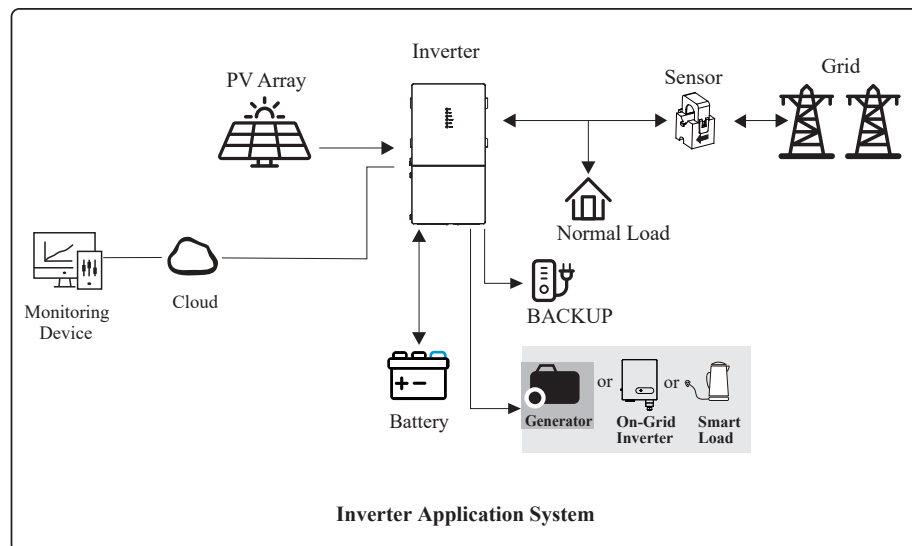 Inverter
PV Array
Sensor
Grid
Normal Load
Monitoring
Device
Cloud
BACKUP
Battery
or
or
Generator
On-Grid
Inverter
Smart
Load
Inverter Application System